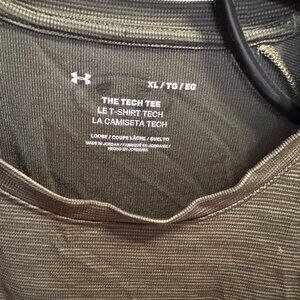 XL / TG / EG
THE TECH TEE
LE T-SHIRT TECH
LA CAMISETA TECH
LOOSE / COUPE LÂCHE / SUELTO
MADE IN JORDAN / FABRIQUÉ EN JORDANIE /
HECHO EN JORDANIA